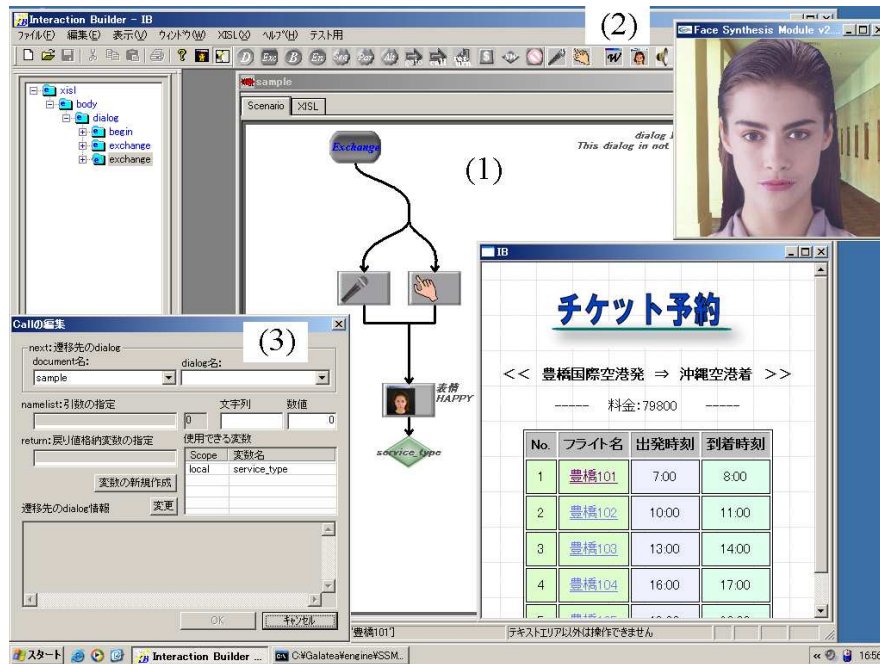 Interaction Builder - IB
ファイル(F) 編集(E) 表示(V) ウィンドウ(W) XISL(X) ヘルプ(H) テスト用
(2)
Face Synthesis Module v2...
xisl
body
dialog
begin
exchange
exchange
sample
Scenario XISL
Exchange
This dialog in not
(1)
表情
HAPPY
service_type
IB
チケット予約
<< 豊橋国際空港発 ⇒ 沖縄空港着 >>
----- 料金:79800 -----
No. フライト名 出発時刻 到着時刻
1 豊橋101 7:00 8:00
2 豊橋102 10:00 11:00
3 豊橋103 13:00 14:00
4 豊橋104 16:00 17:00
Callの編集
(3)
next:遷移先のdialog
document名: dialog名:
sample
namelist:引数の指定 文字列 数値
0 0
return:戻り値格納変数の指定 使用できる変数
Scope 変数名
local service_type
変数の新規作成
遷移先のdialog情報 変更
OK キャンセル
'豊橋101']
テキストエリア以外は操作できません
スタート Interaction Builder ... C:¥Galatea¥engine¥SSM... 16:56